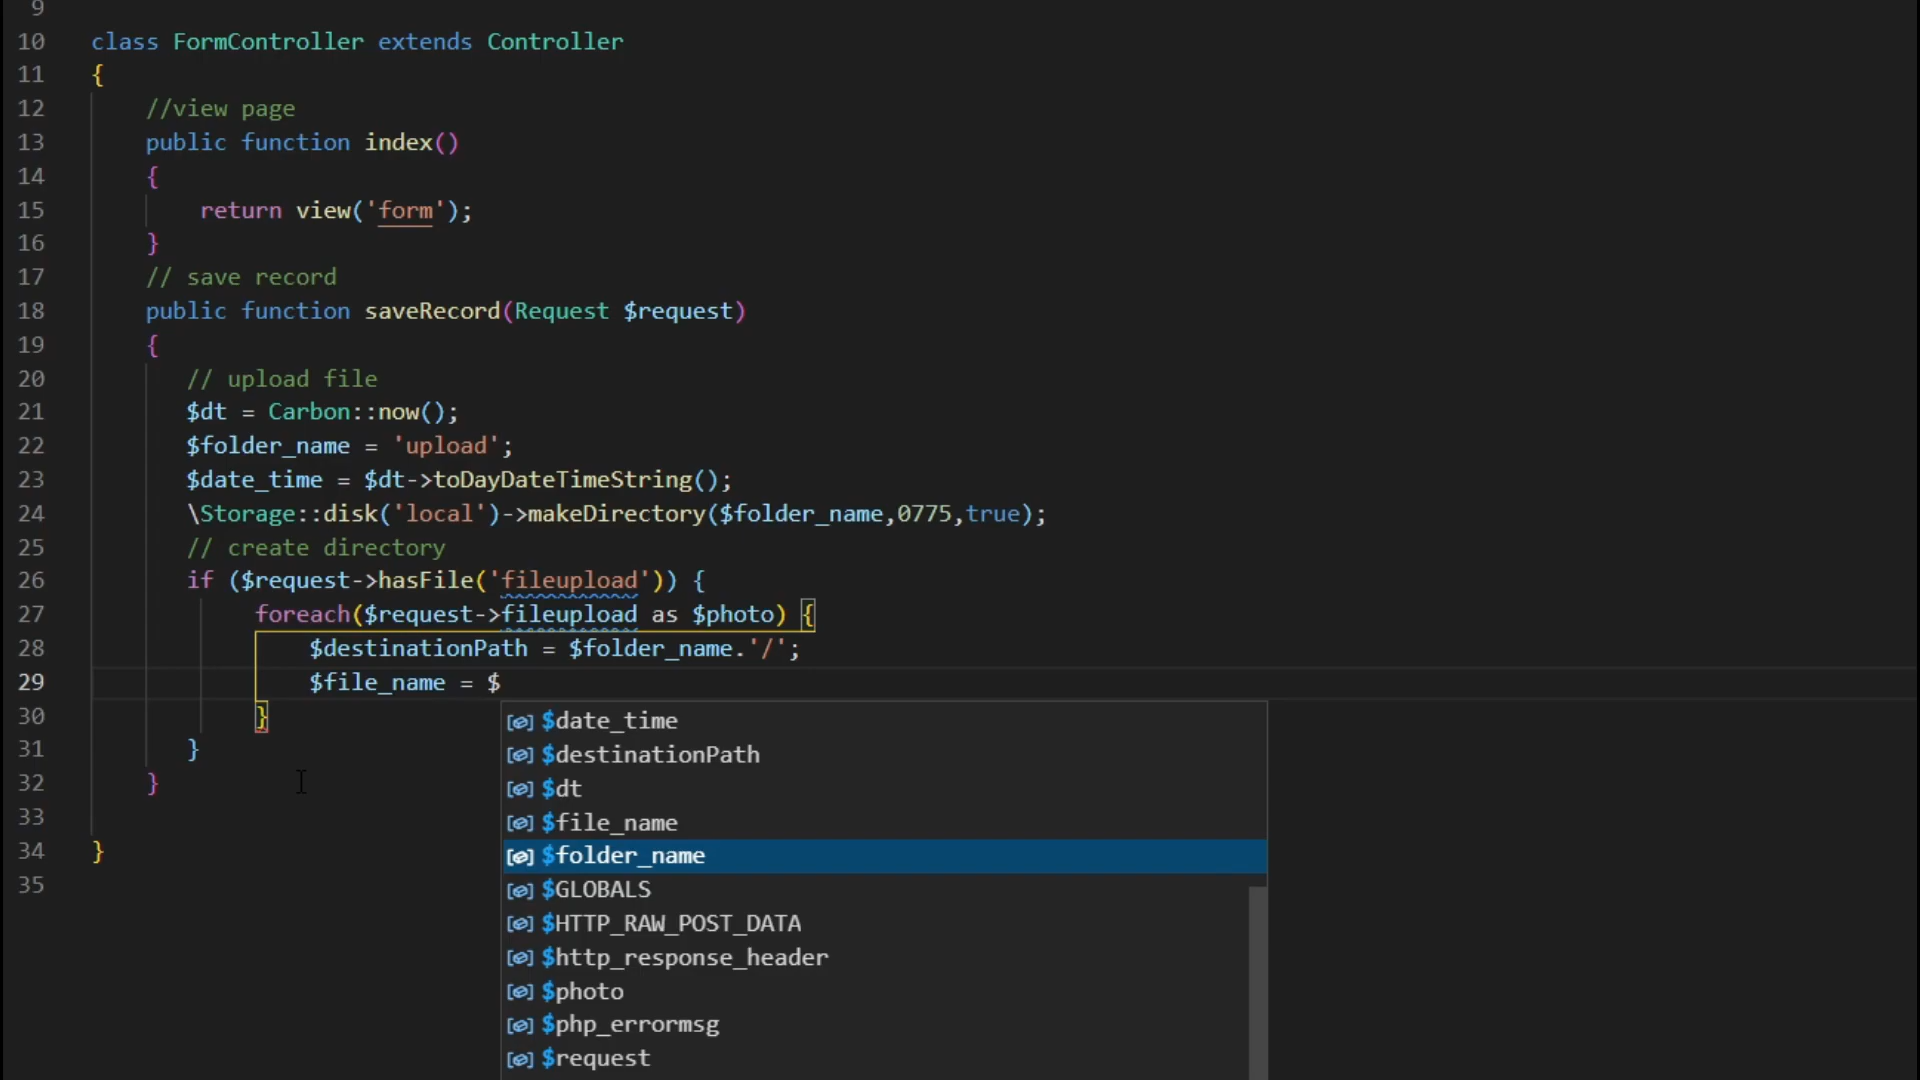 9
10 class FormController extends Controller
11 {
12 //view page
13 public function index()
14 {
15 return view('form');
16 }
17 // save record
18 public function saveRecord(Request $request)
19 {
20 // upload file
21 $dt = Carbon::now();
22 $folder_name = 'upload';
23 $date_time = $dt->toDayDateTimeString();
24 \Storage::disk('local')->makeDirectory($folder_name,0775,true);
25 // create directory
26 if ($request->hasFile('fileupload')) {
27 foreach($request->fileupload as $photo) {
28 $destinationPath = $folder_name.'/';
29 $file_name = $
30 }
31 }
32 }
33
34 }
35
$date_time
$destinationPath
$dt
$file_name
$folder_name
$GLOBALS
$HTTP_RAW_POST_DATA
$http_response_header
$photo
$php_errormsg
$request